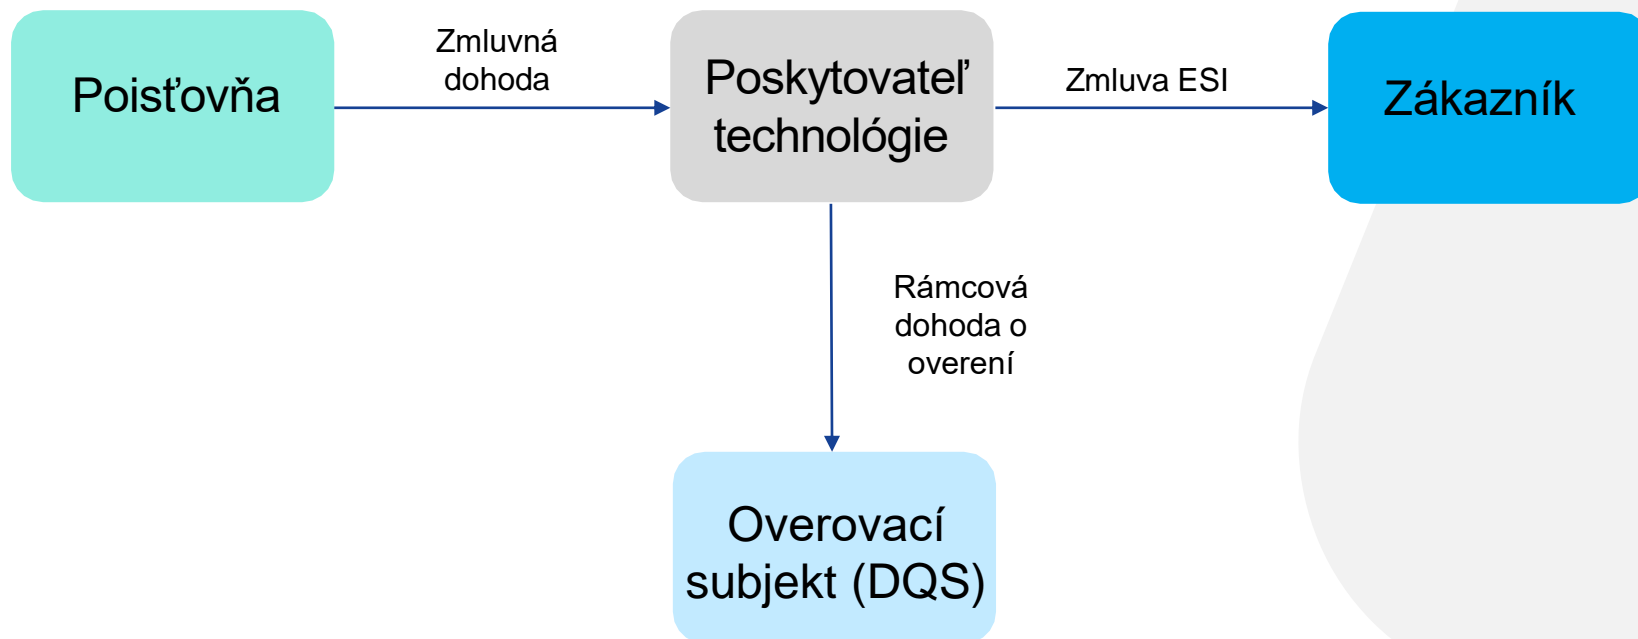 Poisťovňa
Zmluvná
dohoda
Poskytovateľ
technológie
Zmluva ESI
Zákazník
Rámcová
dohoda o
overení
Overovací
subjekt (DQS)